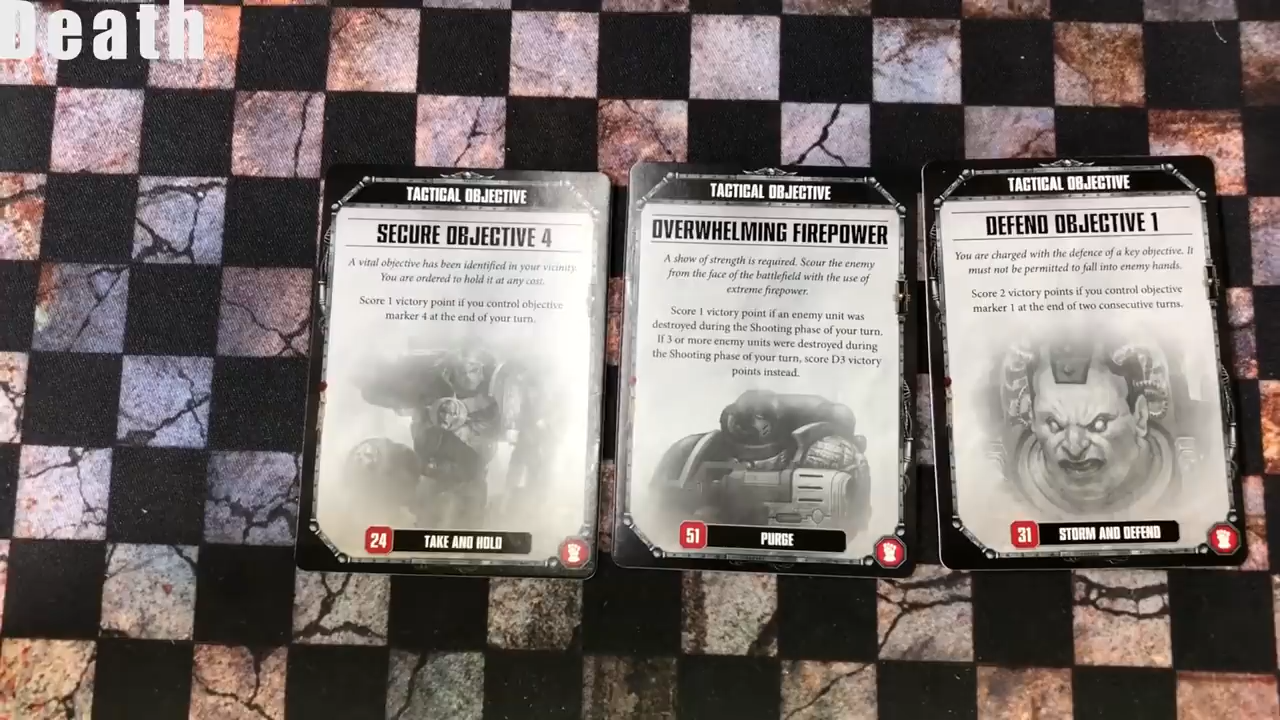 Death
TACTICAL OBJECTIVE
SECURE OBJECTIVE 4
A vital objective has been identified in your vicinity.
You are ordered to hold it at any cost.
Score 1 victory point if you control objective
marker 4 at the end of your turn.
24
TAKE AND HOLD
TACTICAL OBJECTIVE
OVERWHELMING FIREPOWER
A show of strength is required. Scour the enemy
from the face of the battlefield with the use of
extreme firepower.
Score 1 victory point if an enemy unit was
destroyed during the Shooting phase of your turn.
If 3 or more enemy units were destroyed during
the Shooting phase of your turn, score D3 victory
points instead.
51
PURGE
TACTICAL OBJECTIVE
DEFEND OBJECTIVE 1
You are charged with the defence of a key objective. It
must not be permitted to fall into enemy hands.
Score 2 victory points if you control objective
marker 1 at the end of two consecutive turns.
31
STORM AND DEFEND